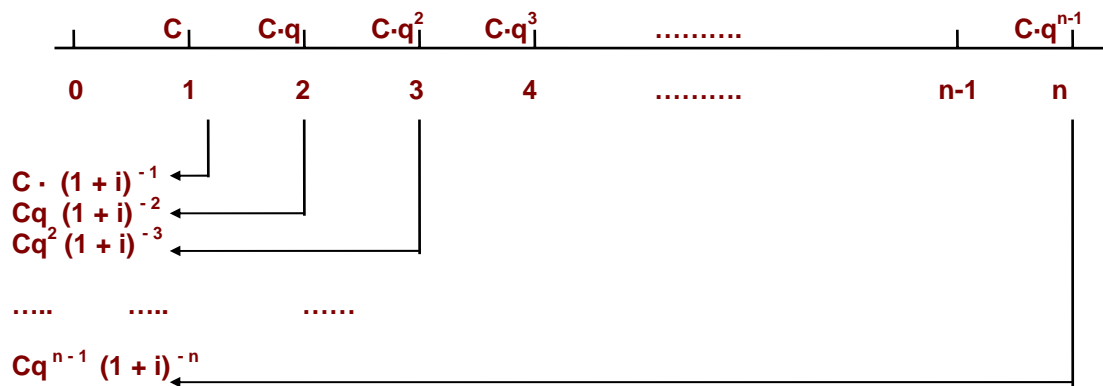 C C·q C·q² C·q³ ………. C·qⁿ⁻¹
0 1 2 3 4 ………. n-1 n
C · (1 + i) ⁻¹
Cq (1 + i) ⁻²
Cq² (1 + i) ⁻³
….. ….. ……
Cqⁿ⁻¹ (1 + i) ⁻ⁿ